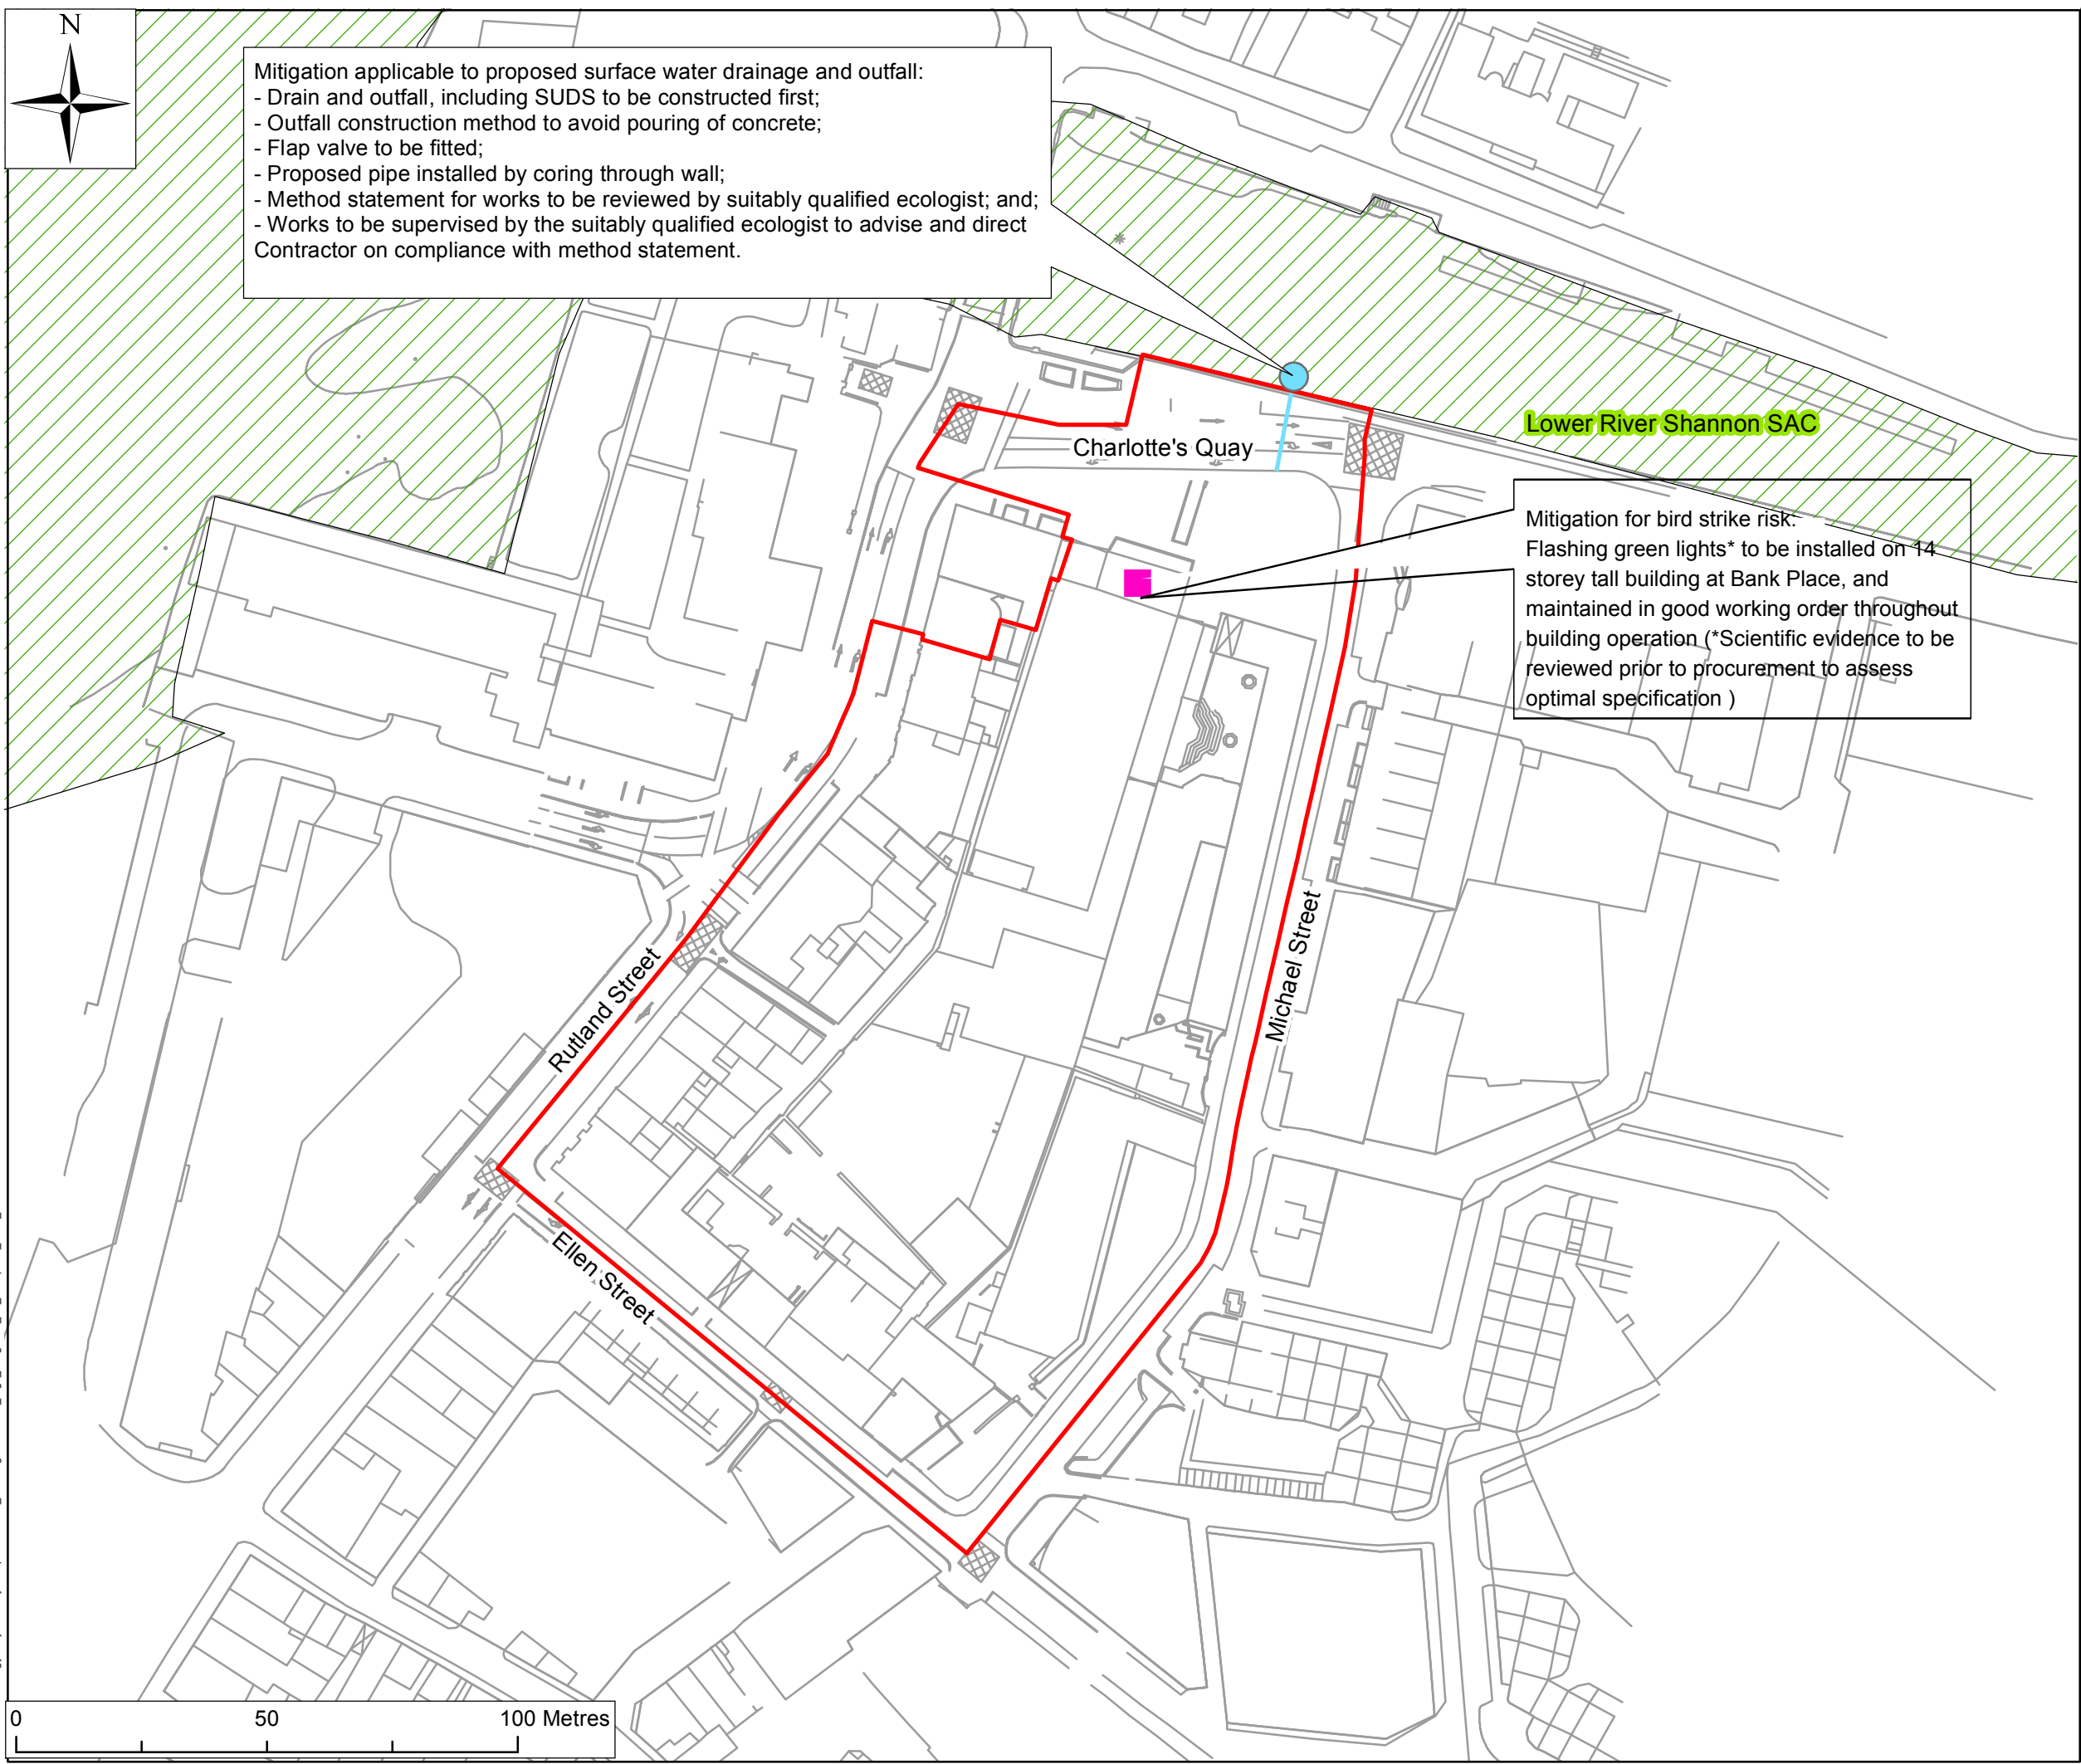 N
Mitigation applicable to proposed surface water drainage and outfall:
- Drain and outfall, including SUDS to be constructed first;
- Outfall construction method to avoid pouring of concrete;
- Flap valve to be fitted;
- Proposed pipe installed by coring through wall;
- Method statement for works to be reviewed by suitably qualified ecologist; and;
- Works to be supervised by the suitably qualified ecologist to advise and direct
Contractor on compliance with method statement.
Lower River Shannon SAC
Charlotte's Quay
Mitigation for bird strike risk:
Flashing green lights* to be installed on 14
storey tall building at Bank Place, and
maintained in good working order throughout
building operation (*Scientific evidence to be
reviewed prior to procurement to assess
optimal specification )
Michael Street
Rutland Street
Ellen Street
0 50 100 Metres